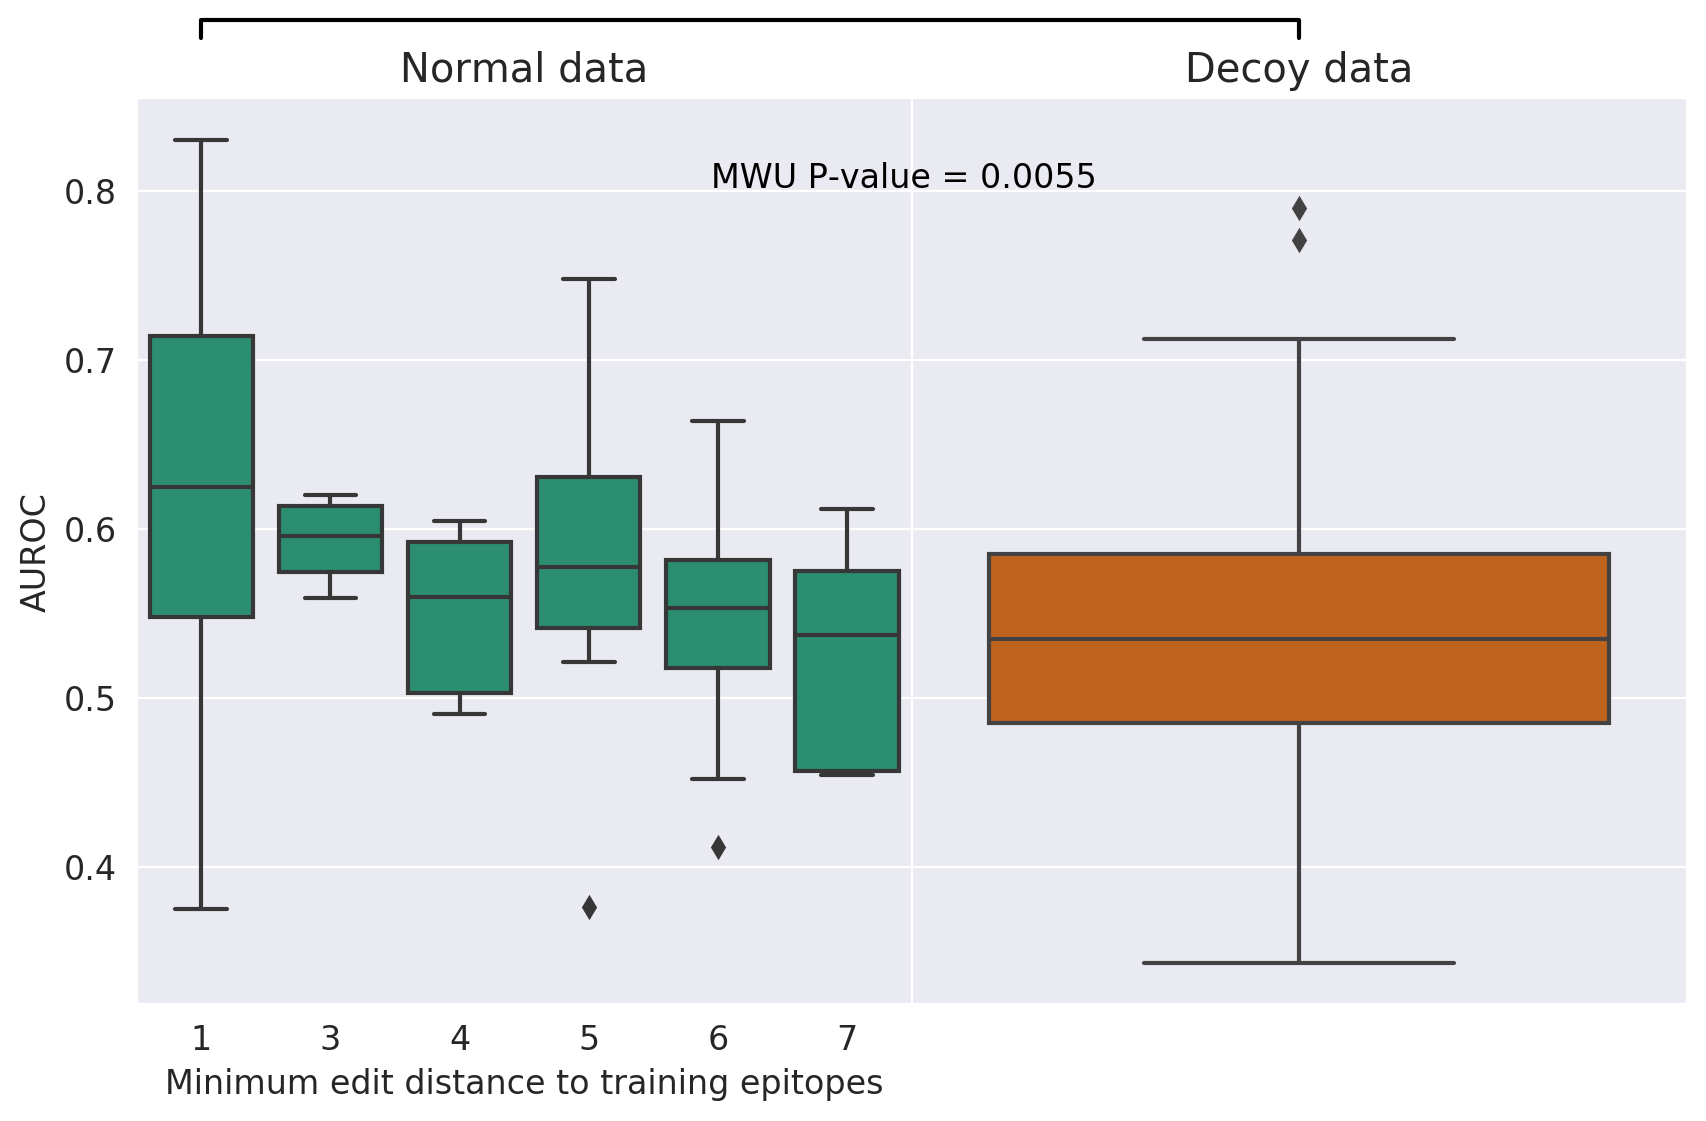 Normal data
Decoy data
MWU P-value = 0.0055
AUROC
0.8
0.7
0.6
0.5
0.4
1 3 4 5 6 7
Minimum edit distance to training epitopes